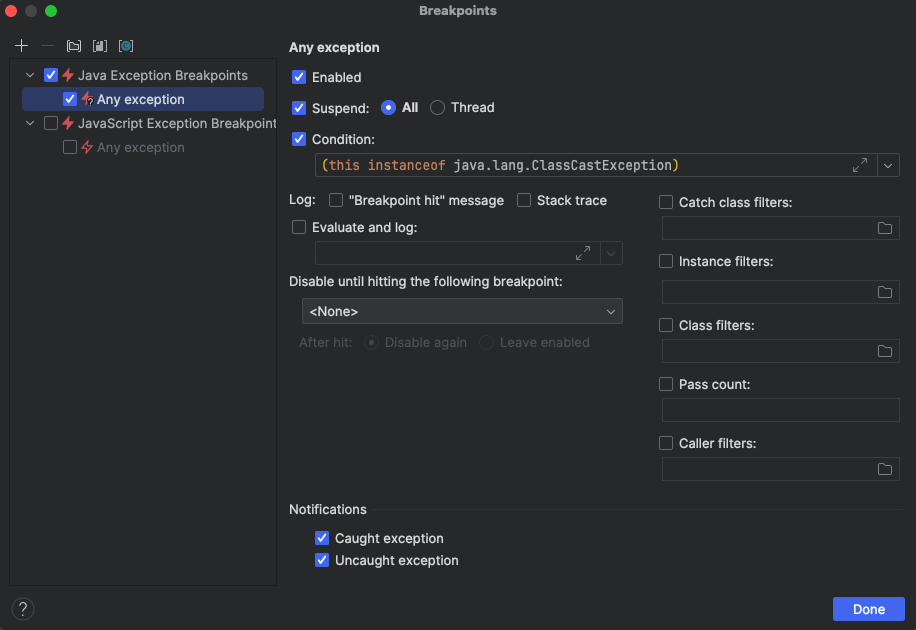 Breakpoints
Java Exception Breakpoints
Any exception
JavaScript Exception Breakpoint
Any exception
Any exception
Enabled
Suspend: All Thread
Condition:
(this instanceof java.lang.ClassCastException)
Log: "Breakpoint hit" message Stack trace
Evaluate and log:
Disable until hitting the following breakpoint:
<None>
After hit: Disable again Leave enabled
Catch class filters:
Instance filters:
Class filters:
Pass count:
Caller filters:
Notifications
Caught exception
Uncaught exception
?
Done